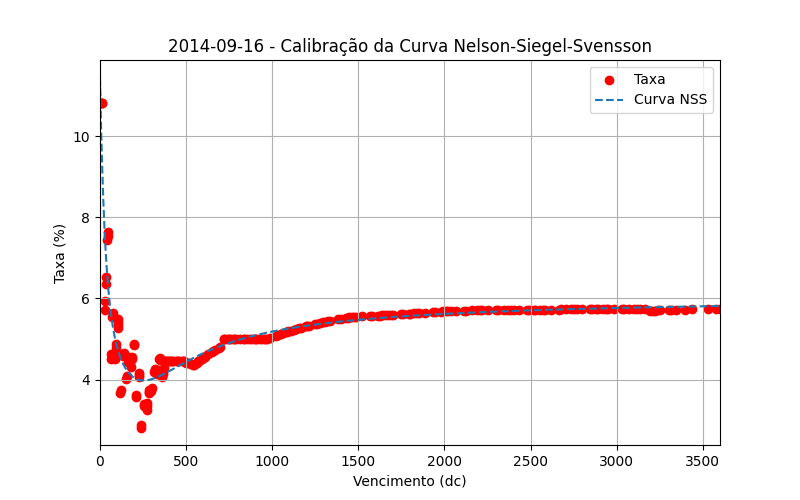 2014-09-16 - Calibração da Curva Nelson-Siegel-Svensson
Taxa
Curva NSS
10
8
6
4
Taxa (%)
0 500 1000 1500 2000 2500 3000 3500
Vencimento (dc)